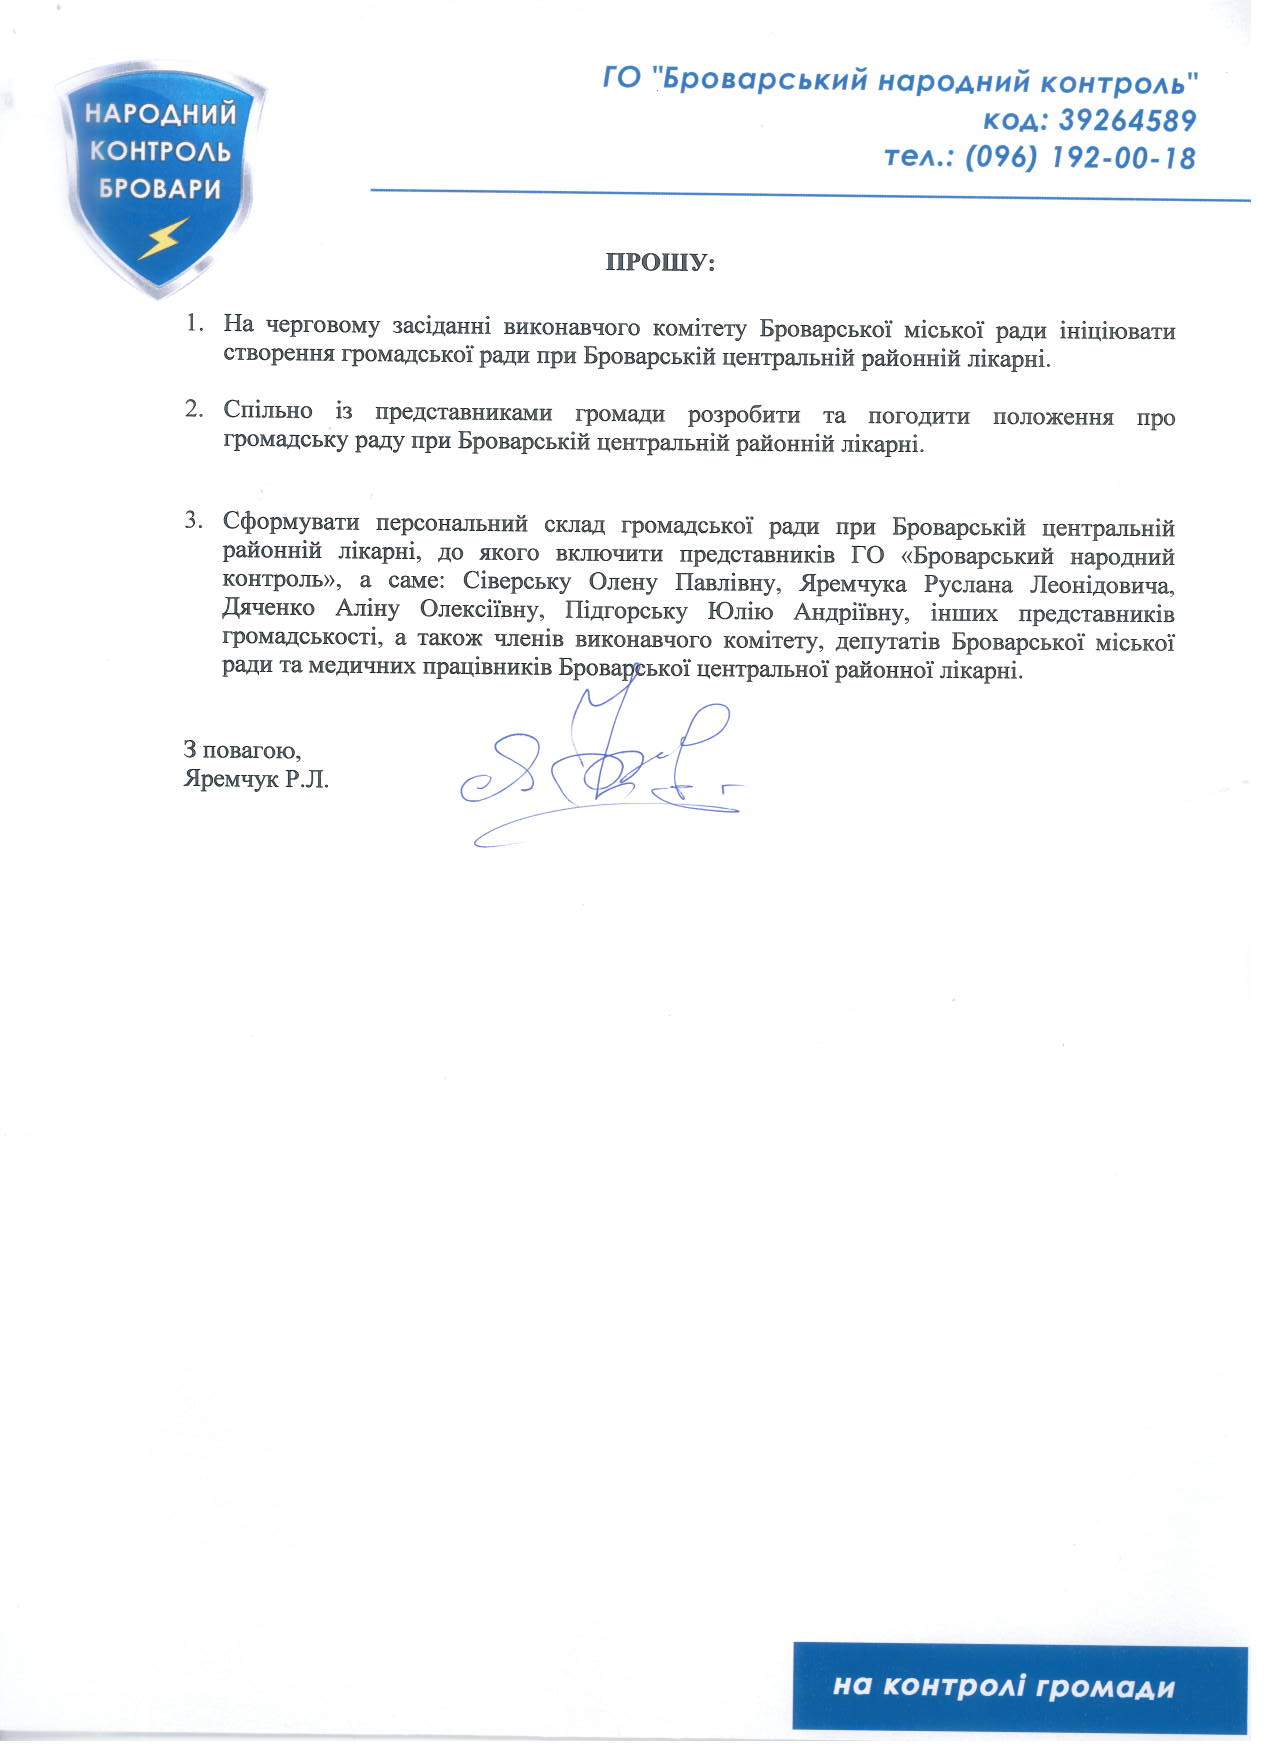 НАРОДНИЙ
КОНТРОЛЬ
БРОВАРИ
ГО "Броварський народний контроль"
код: 39264589
тел.: (096) 192-00-18
ПРОШУ:
1. На черговому засіданні виконавчого комітету Броварської міської ради ініціювати
створення громадської ради при Броварській центральній районній лікарні.
2. Спільно із представниками громади розробити та погодити положення про
громадську раду при Броварській центральній районній лікарні.
3. Сформувати персональний склад громадської ради при Броварській центральній
районній лікарні, до якого включити представників ГО «Броварський народний
контроль», а саме: Сіверську Олену Павлівну, Яремчука Руслана Леонідовича,
Дяченко Аліну Олексіївну, Підгорську Юлію Андріївну, інших представників
громадськості, а також членів виконавчого комітету, депутатів Броварської міської
ради та медичних працівників Броварської центральної районної лікарні.
З повагою,
Яремчук Р.Л.
на контролі громади